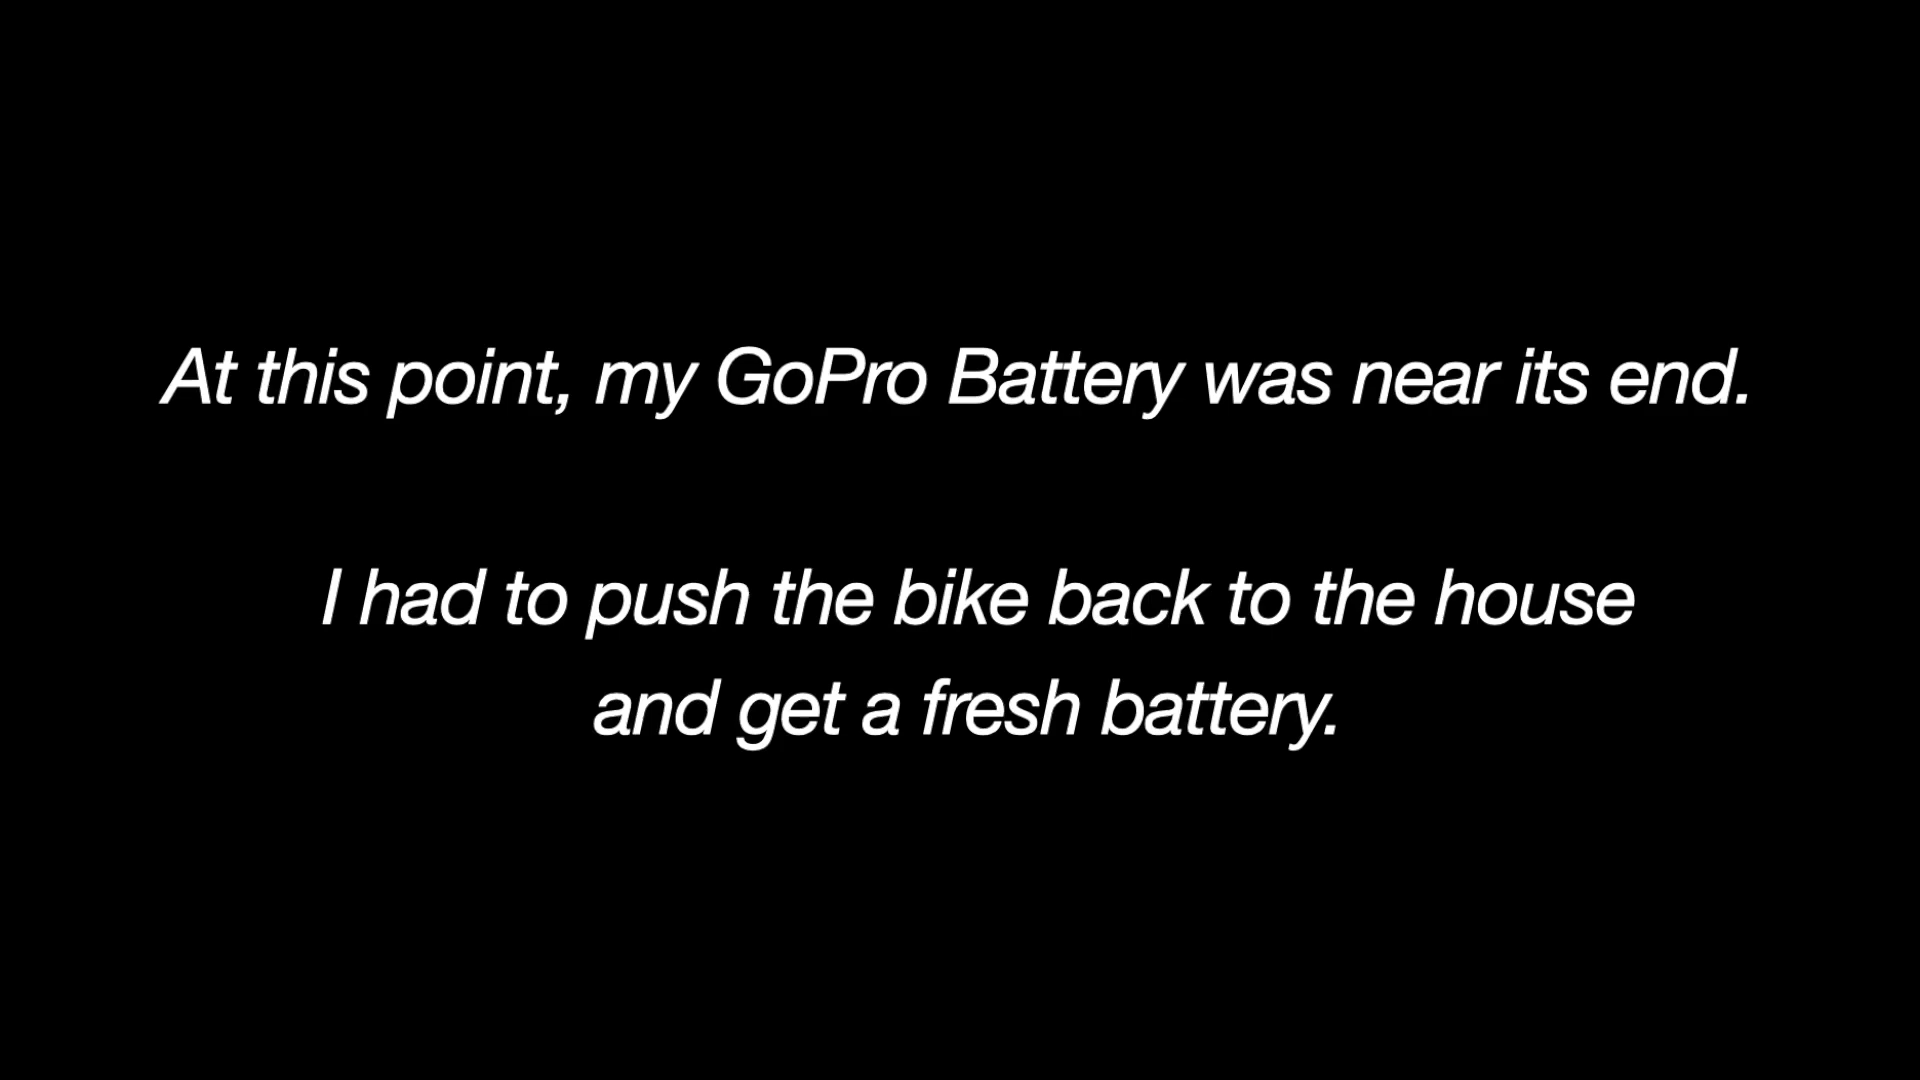 At this point, my GoPro Battery was near its end.
I had to push the bike back to the house
and get a fresh battery.